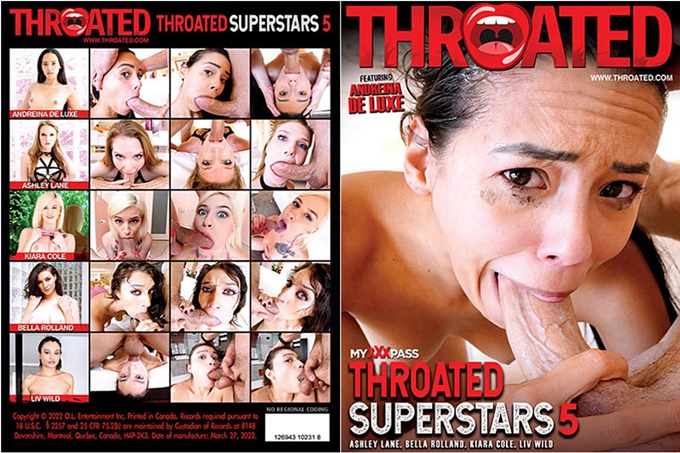 THROATED
WWW.THROATED.COM
THROATED SUPERSTARS 5
ANDREINA DE LUXE
ASHLEY LANE
KIARA COLE
BELLA ROLLAND
LIV WILD
NO REGIONAL CODING
Copyright © 2022 O.L. Entertainment Inc. Printed in Canada. Records required pursuant to
18 U.S.C. § 2257 and 25 CFR 75.2(b) are maintained by Custodian of Records at 8148
Devonshire, Montreal, Quebec, Canada, H4P-2K3. Date of manufacture: March 27, 2022.
126943 10231 8
THROATED
WWW.THROATED.COM
FEATURING
ANDREINA
DE LUXE
MY XXX PASS
THROATED
SUPERSTARS 5
ASHLEY LANE, BELLA ROLLAND, KIARA COLE, LIV WILD